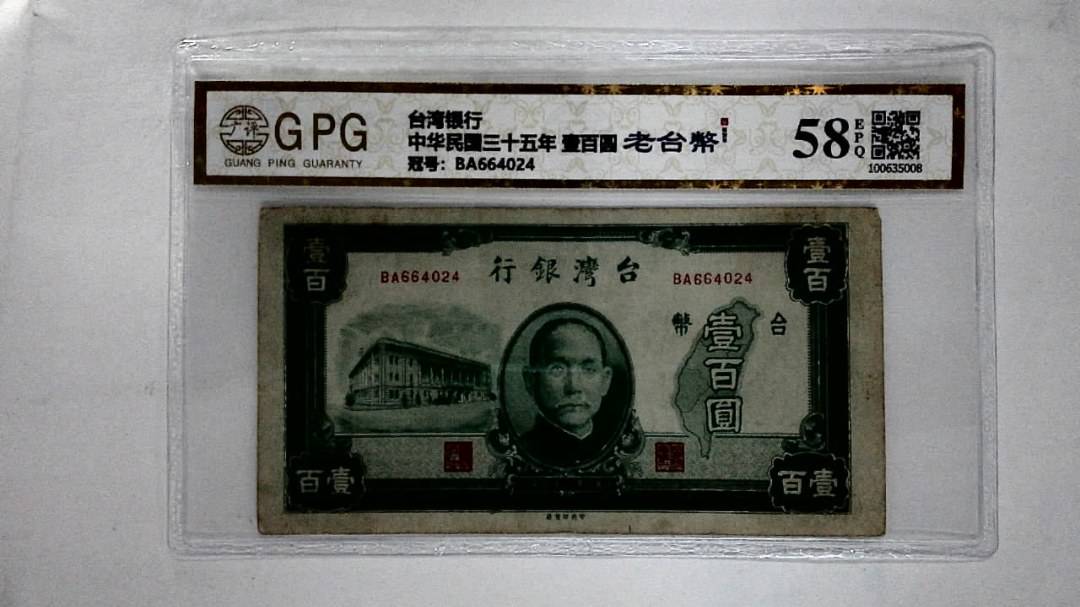 GPG
GUANG PING GUARANTY
台湾银行
中华民国三十五年 壹百圆 老台幣
冠号：BA664024
58
EPQ
100635008
壹百
壹百
行銀灣台
BA664024
BA664024
幣 台
壹百圓
百壹
百壹